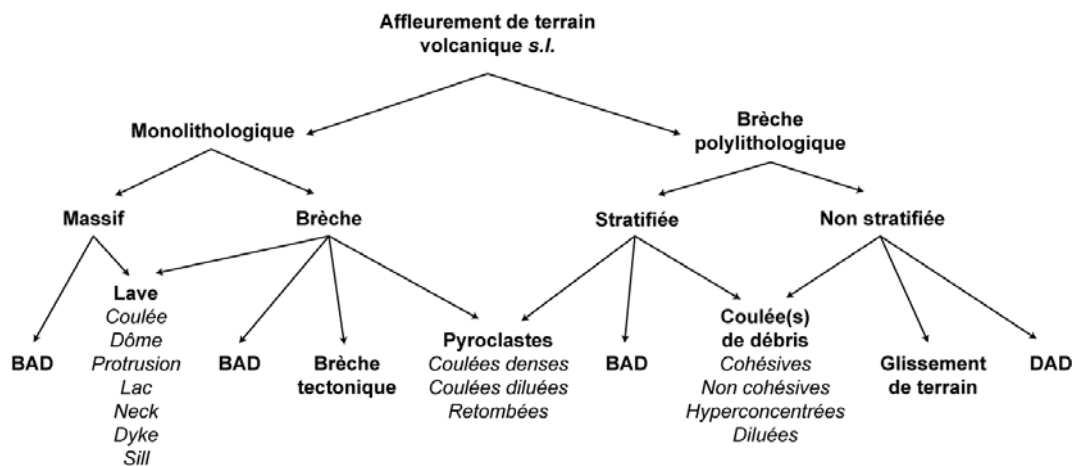 Affleurement de terrain
volcanique s.l.
Monolithologique
Brèche
polylithologique
Massif
Brèche
Stratifiée
Non stratifiée
BAD
Lave
Coulée
Dôme
Protrusion
Lac
Neck
Dyke
Sill
BAD
Brèche
tectonique
Pyroclastes
Coulées denses
Coulées diluées
Retombées
BAD
Coulée(s)
de débris
Cohésives
Non cohésives
Hyperconcentrées
Diluées
Glissement
de terrain
DAD